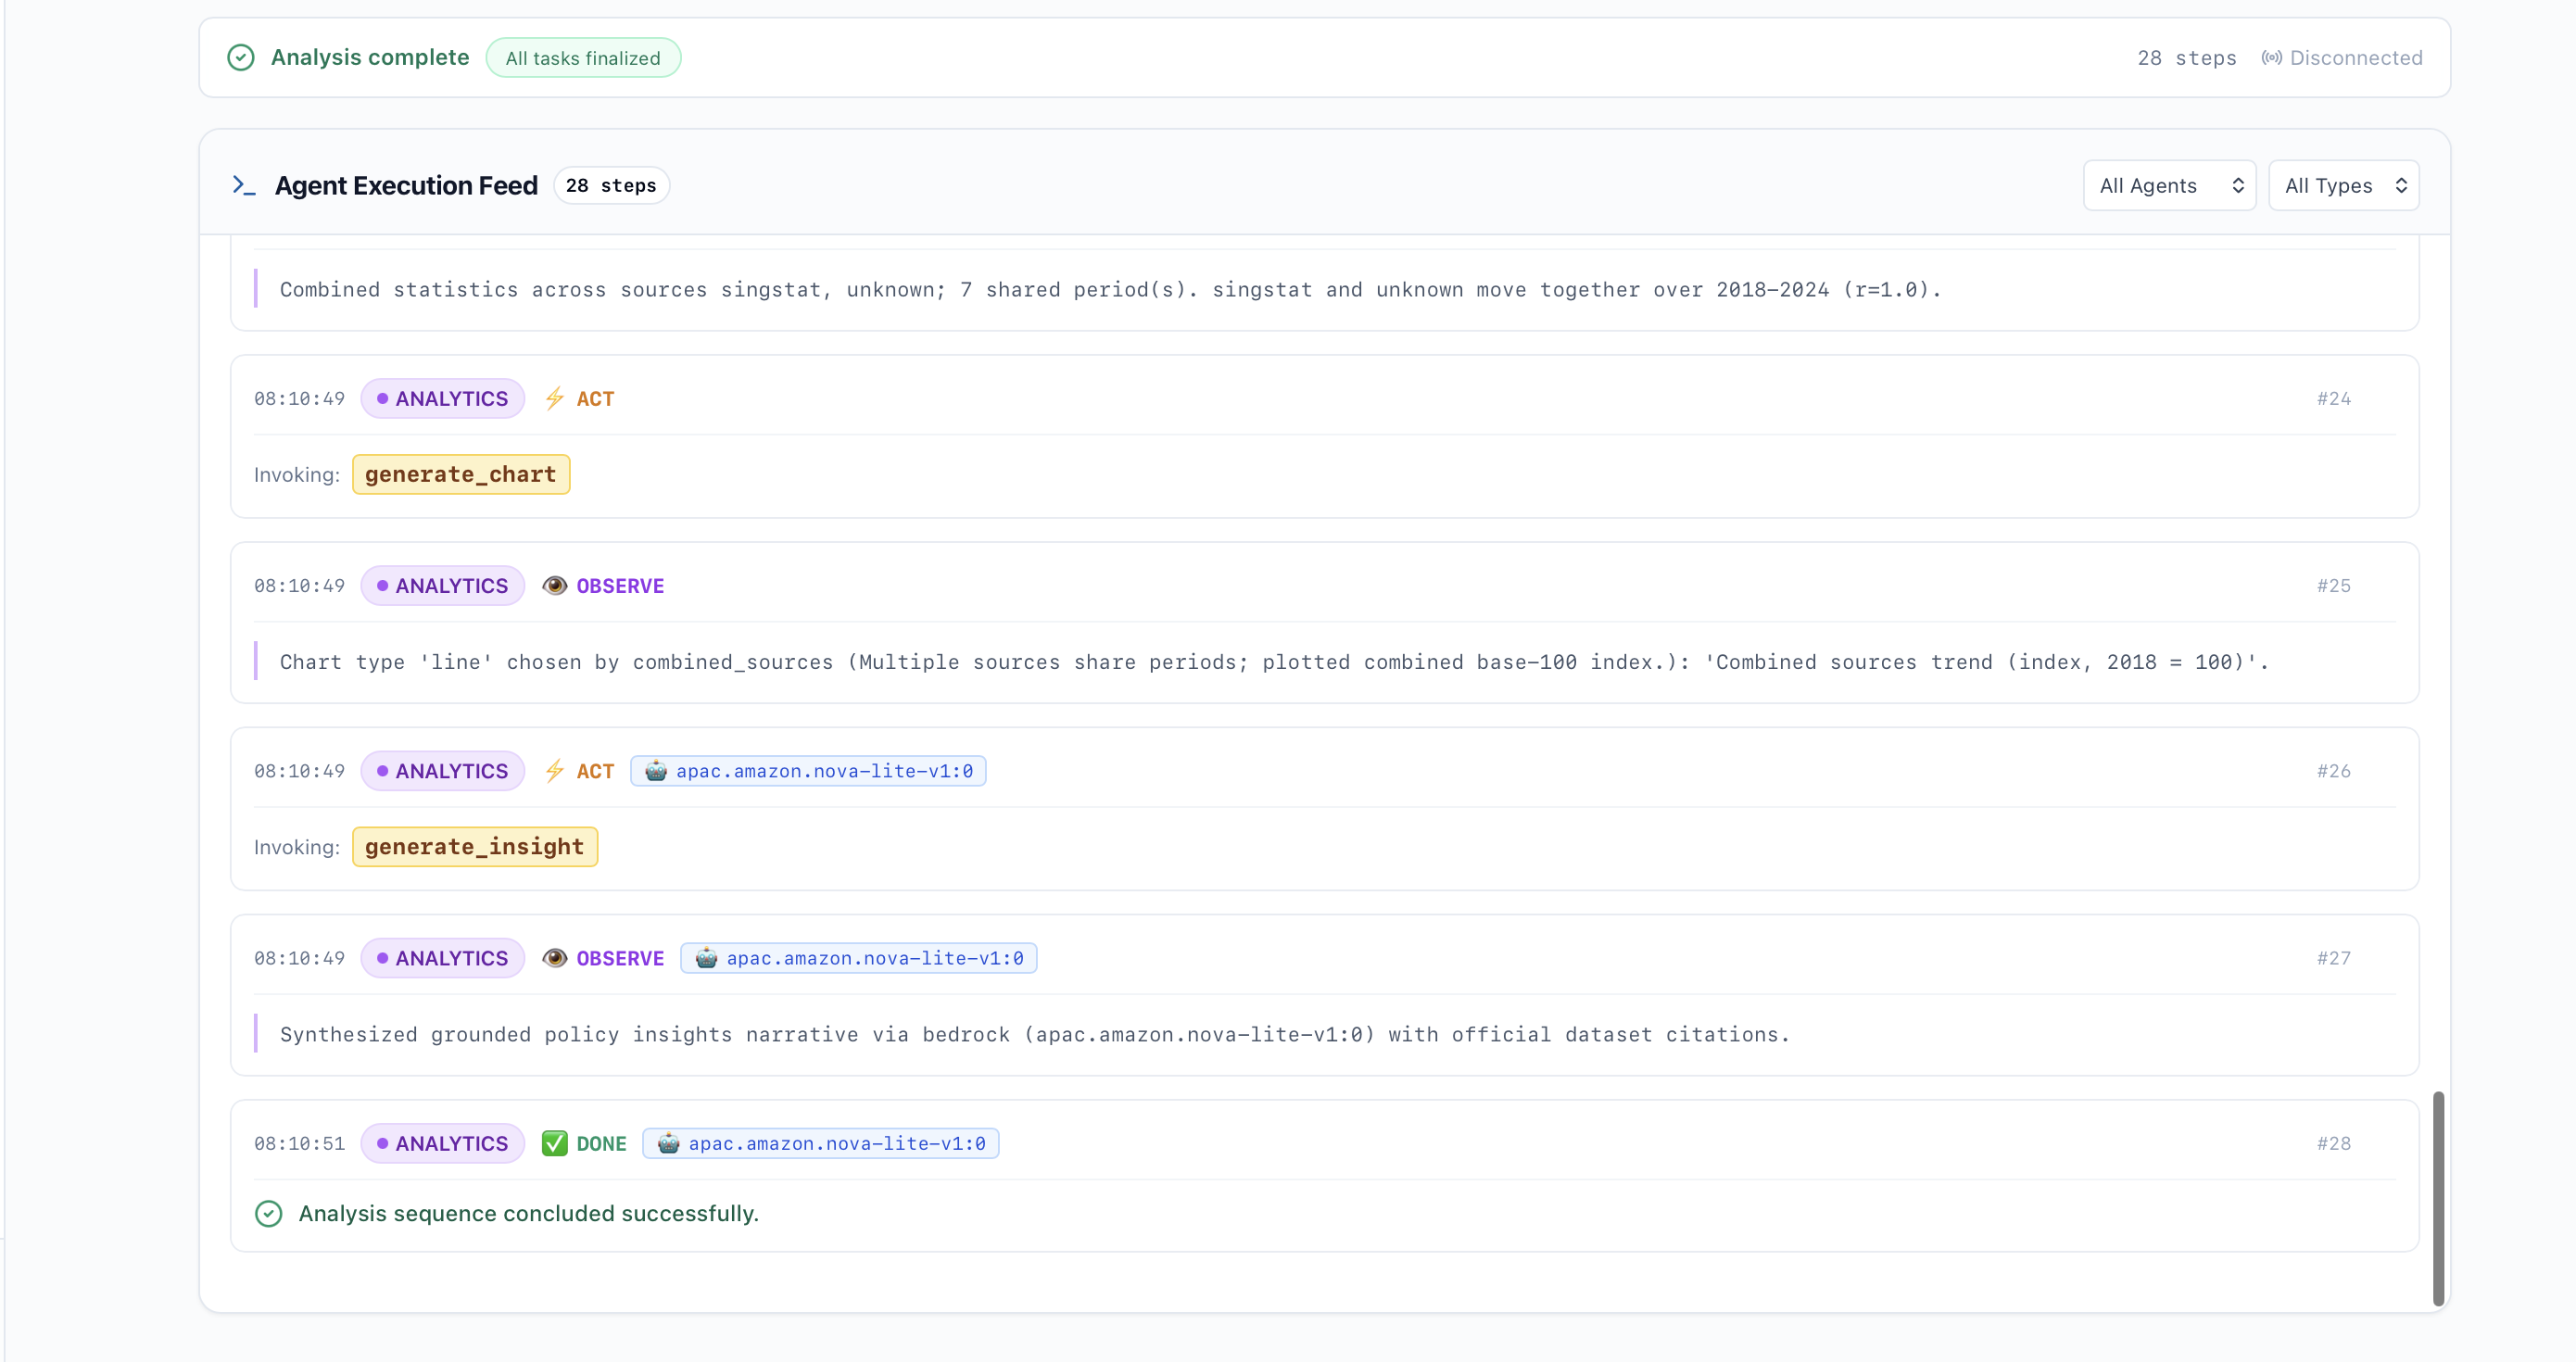 Analysis complete All tasks finalized 28 steps Disconnected
Agent Execution Feed 28 steps All Agents All Types
Combined statistics across sources singstat, unknown; 7 shared period(s). singstat and unknown move together over 2018–2024 (r=1.0).
08:10:49 ANALYTICS ⚡ ACT #24
Invoking: generate_chart
08:10:49 ANALYTICS 👁 OBSERVE #25
Chart type 'line' chosen by combined_sources (Multiple sources share periods; plotted combined base-100 index.): 'Combined sources trend (index, 2018 = 100)'.
08:10:49 ANALYTICS ⚡ ACT 🤖 apac.amazon.nova-lite-v1:0 #26
Invoking: generate_insight
08:10:49 ANALYTICS 👁 OBSERVE 🤖 apac.amazon.nova-lite-v1:0 #27
Synthesized grounded policy insights narrative via bedrock (apac.amazon.nova-lite-v1:0) with official dataset citations.
08:10:51 ANALYTICS ✅ DONE 🤖 apac.amazon.nova-lite-v1:0 #28
Analysis sequence concluded successfully.